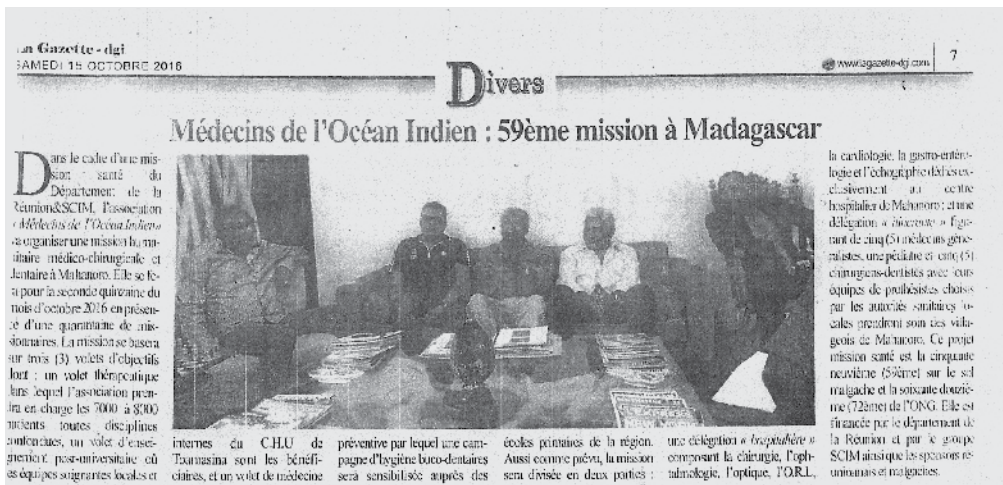 La Gazette - dgi
SAMEDI 15 OCTOBRE 2016
www.lagazette-dgi.com
7
Divers
Médecins de l'Océan Indien : 59ème mission à Madagascar
Dans le cadre d'une mis-
sion santé du
Département de la
Réunion&SCIM, l'association
« Médecins de l'Océan Indien»
va organiser une mission huma-
nitaire médico-chirurgicale et
dentaire à Mahanoro. Elle se fe-
ra pour la seconde quinzaine du
mois d'octobre 2016 en présen-
ce d'une quarantaine de mis-
sionnaires. La mission se basera
sur trois (3) volets d'objectifs
dont : un volet thérapeutique
dans lequel l'association pren-
dra en charge les 7000 à 8000
patients toutes disciplines
confondues, un volet d'ensei-
gnement post-universitaire où
les équipes soignantes locales et
internes du C.H.U de
Toamasina sont les bénéfi-
ciaires, et un volet de médecine
préventive par lequel une cam-
pagne d'hygiène buco-dentaires
sera sensibilisée auprès des
écoles primaires de la région.
Aussi comme prévu, la mission
sera divisée en deux parties :
une délégation « hospitalière »
composant la chirurgie, l'oph-
talmologie, l'optique, l'O.R.L,
la cardiologie, la gastro-entéro-
logie et l'échographie dédiés ex-
clusivement au centre
hospitalier de Mahanoro ; et une
délégation « itinérante » figu-
rant de cinq (5) médecins géné-
ralistes, une pédiatre et cinq (5)
chirurgiens-dentistes avec leurs
équipes de prothésistes choisis
par les autorités sanitaires lo-
cales prendront soin des villa-
geois de Mahanoro. Ce projet
mission santé est la cinquante
neuvième (59ème) sur le sol
malgache et la soixante douziè-
me (72ème) de l'ONG. Elle est
financée par le département de
la Réunion et par le groupe
SCIM ainsi que les sponsors ré-
unionnais et malgaches.